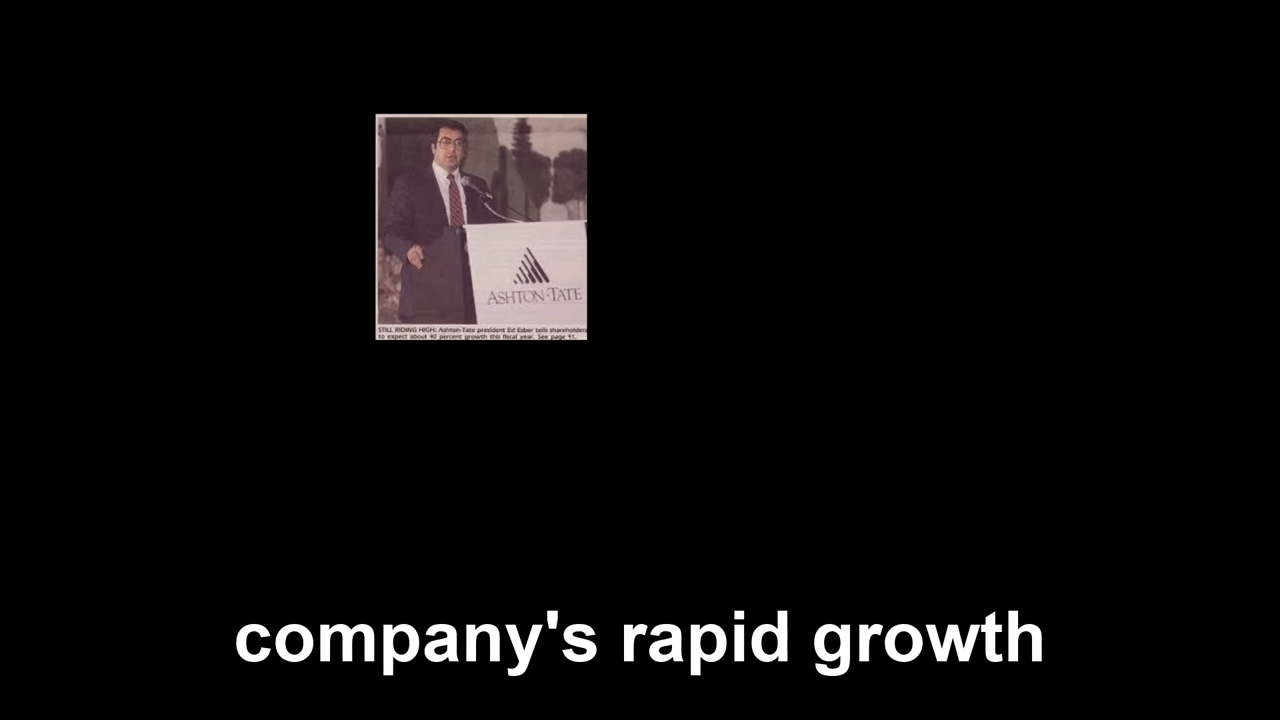 ASHTON·TATE
STILL RIDING HIGH: Ashton-Tate president Ed Esber tells shareholders
to expect about 40 percent growth this fiscal year. See page 91.
company's rapid growth